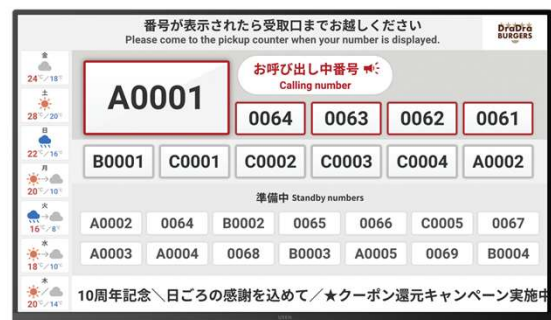 番号が表示されたら受取口までお越しください
Please come to the pickup counter when your number is displayed.
DraDra
BURGERS
金
24℃/18℃
土
28℃/20℃
日
22℃/16℃
月
20℃/10℃
火
16℃/8℃
水
18℃/10℃
木
20℃/14℃
お呼び出し中番号
Calling number
A0001
0064 0063 0062 0061
B0001 C0001 C0002 C0003 C0004 A0002
準備中 Standby numbers
A0002 0064 B0002 0065 0066 C0005 0067
A0003 A0004 0068 B0003 A0005 0069 B0004
10周年記念＼日ごろの感謝を込めて／★クーポン還元キャンペーン実施中